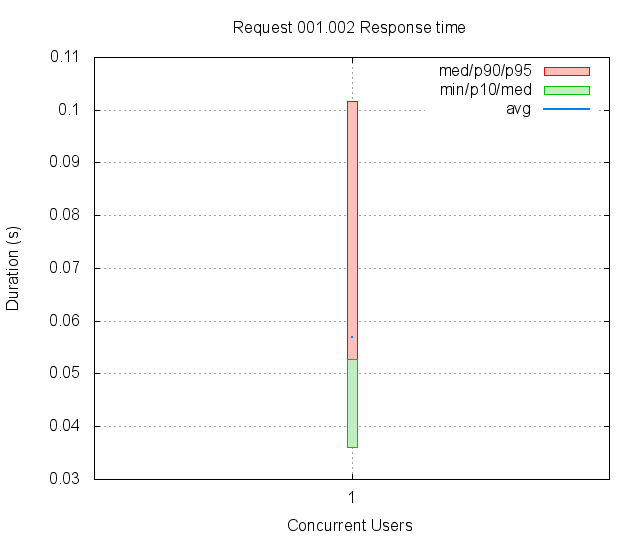 Request 001.002 Response time
med/p90/p95
min/p10/med
avg
0.11
0.1
0.09
0.08
0.07
0.06
0.05
0.04
0.03
Duration (s)
1
Concurrent Users